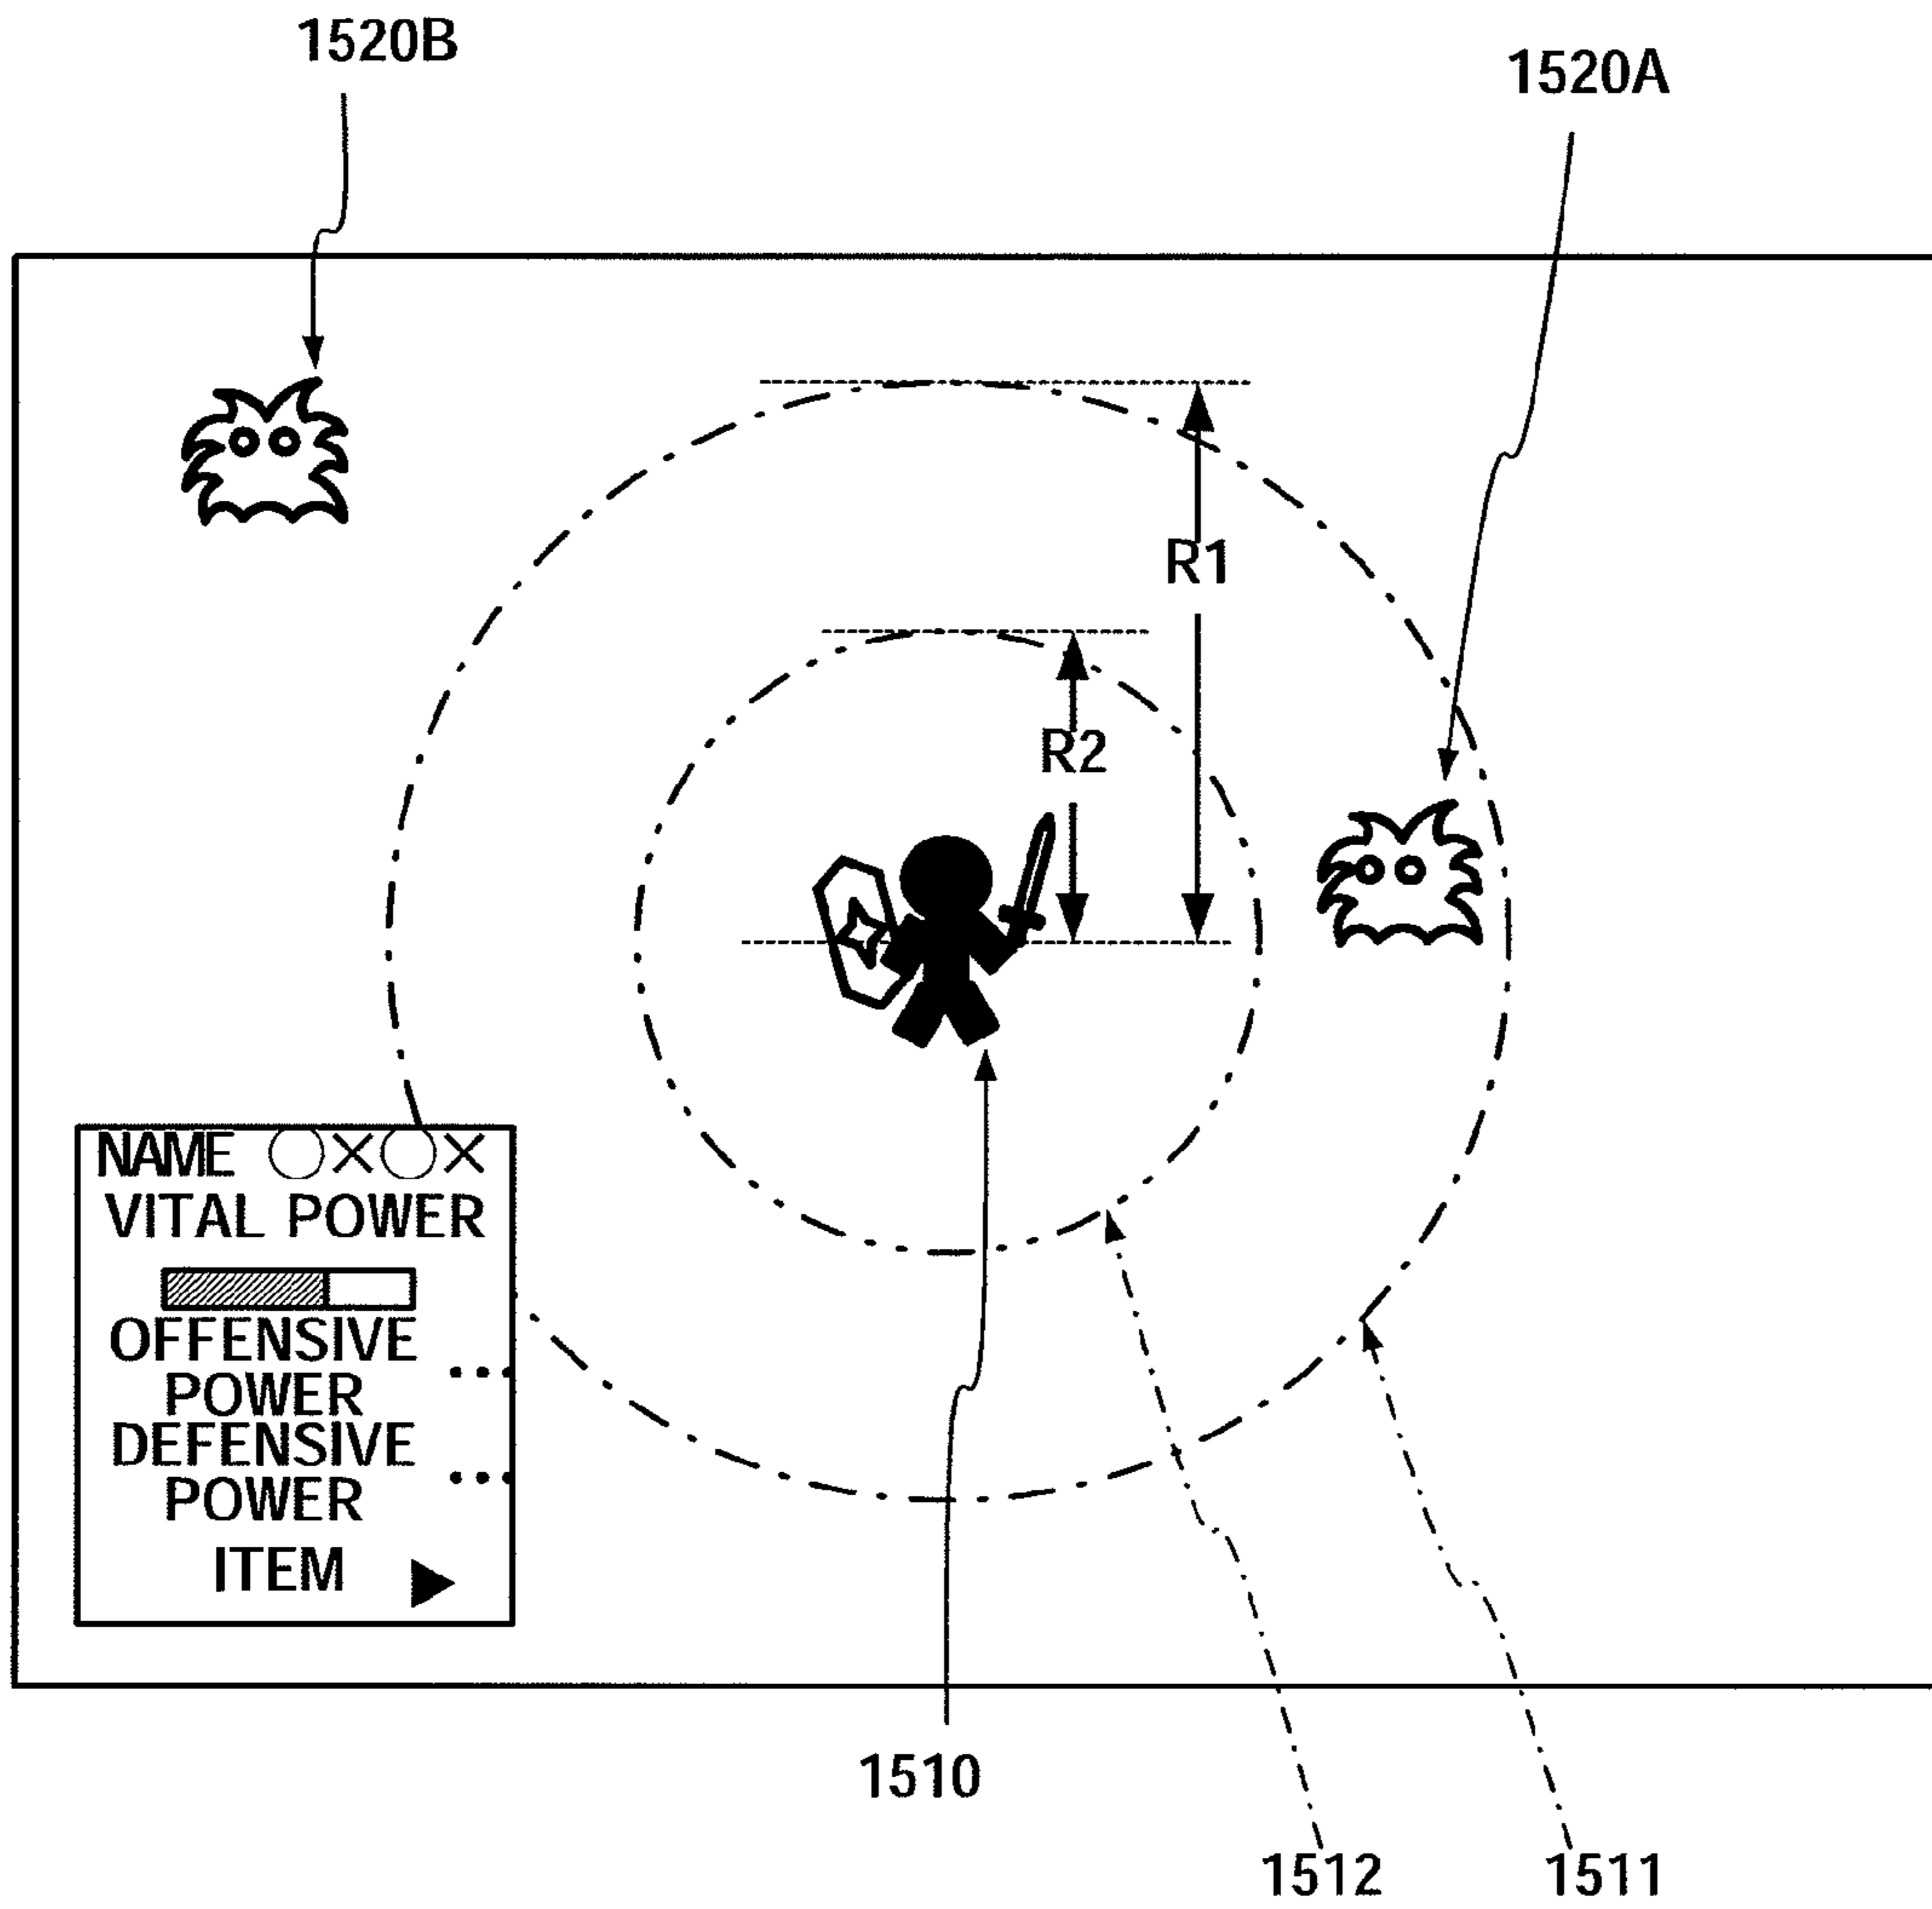 1520B
1520A
R1
R2
NAME ○×○×
VITAL POWER
OFFENSIVE
POWER ...
DEFENSIVE
POWER ...
ITEM ▶
1510
1512
1511